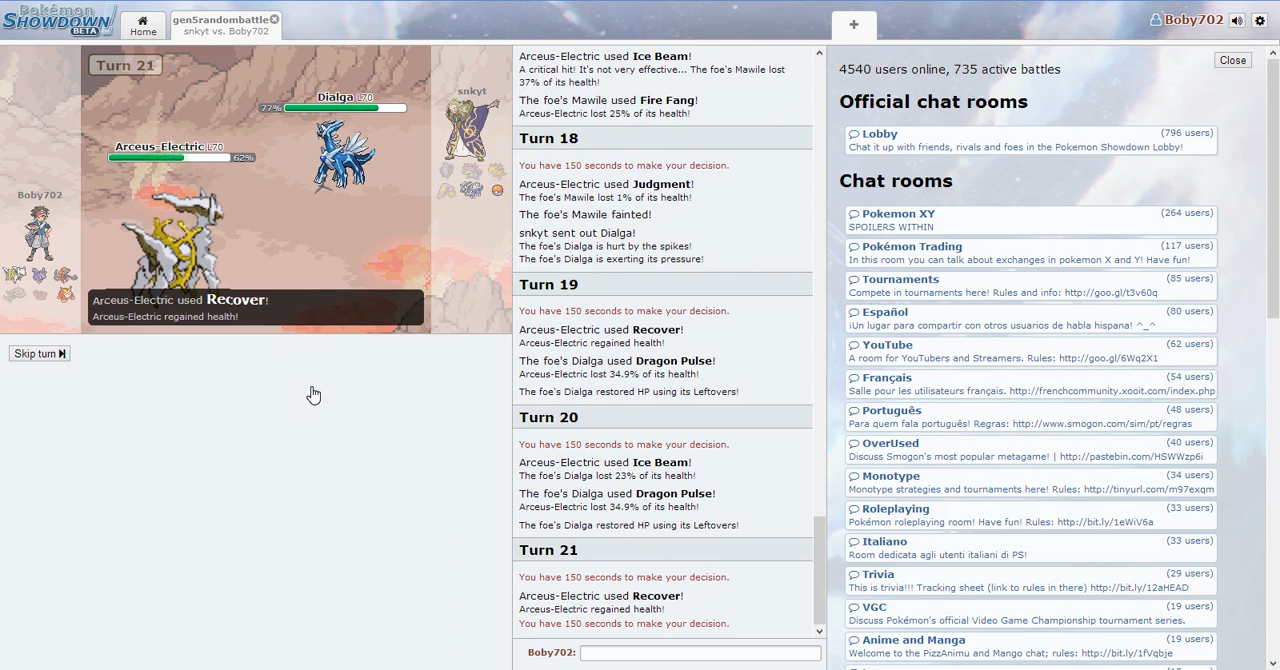 Pokémon
SHOWDOWN!
BETA
Home
gen5randombattle
snkyt vs. Boby702
+
Boby702
Turn 21
Dialga L70
77%
Arceus-Electric L70
62%
snkyt
Boby702
Arceus-Electric used Recover!
Arceus-Electric regained health!
Skip turn
Arceus-Electric used Ice Beam!
A critical hit! It's not very effective... The foe's Mawile lost
37% of its health!
The foe's Mawile used Fire Fang!
Arceus-Electric lost 25% of its health!
Turn 18
You have 150 seconds to make your decision.
Arceus-Electric used Judgment!
The foe's Mawile lost 1% of its health!
The foe's Mawile fainted!
snkyt sent out Dialga!
The foe's Dialga is hurt by the spikes!
The foe's Dialga is exerting its pressure!
Turn 19
You have 150 seconds to make your decision.
Arceus-Electric used Recover!
Arceus-Electric regained health!
The foe's Dialga used Dragon Pulse!
Arceus-Electric lost 34.9% of its health!
The foe's Dialga restored HP using its Leftovers!
Turn 20
You have 150 seconds to make your decision.
Arceus-Electric used Ice Beam!
The foe's Dialga lost 23% of its health!
The foe's Dialga used Dragon Pulse!
Arceus-Electric lost 34.9% of its health!
The foe's Dialga restored HP using its Leftovers!
Turn 21
You have 150 seconds to make your decision.
Arceus-Electric used Recover!
Arceus-Electric regained health!
You have 150 seconds to make your decision.
Boby702:
Close
4540 users online, 735 active battles
Official chat rooms
Lobby (796 users)
Chat it up with friends, rivals and foes in the Pokemon Showdown Lobby!
Chat rooms
Pokemon XY (264 users)
SPOILERS WITHIN
Pokémon Trading (117 users)
In this room you can talk about exchanges in pokemon X and Y! Have fun!
Tournaments (85 users)
Compete in tournaments here! Rules and info: http://goo.gl/t3v60q
Español (80 users)
¡Un lugar para compartir con otros usuarios de habla hispana! ^_^
YouTube (62 users)
A room for YouTubers and Streamers. Rules: http://goo.gl/6Wq2X1
Français (54 users)
Salle pour les utilisateurs français. http://frenchcommunity.xooit.com/index.php
Português (48 users)
Para quem fala português! Regras: http://www.smogon.com/sim/pt/regras
OverUsed (40 users)
Discuss Smogon's most popular metagame! | http://pastebin.com/HSWWzp6i
Monotype (34 users)
Monotype strategies and tournaments here! Rules: http://tinyurl.com/m97exqm
Roleplaying (33 users)
Pokémon roleplaying room! Have fun! Rules: http://bit.ly/1eWiV6a
Italiano (33 users)
Room dedicata agli utenti italiani di PS!
Trivia (29 users)
This is trivia!!! Tracking sheet (link to rules in there) http://bit.ly/12aHEAD
VGC (19 users)
Discuss Pokémon's official Video Game Championship tournament series.
Anime and Manga (19 users)
Welcome to the PizzAnimu and Mango chat; rules: http://bit.ly/1fVqbje